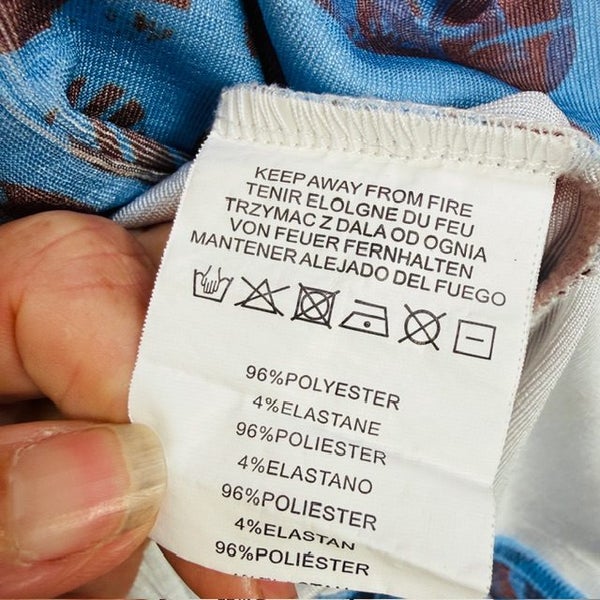 KEEP AWAY FROM FIRE
TENIR ELOLGNE DU FEU
TRZYMAC Z DALA OD OGNIA
VON FEUER FERNHALTEN
MANTENER ALEJADO DEL FUEGO
96%POLYESTER
4%ELASTANE
96%POLIESTER
4%ELASTANO
96%POLIESTER
4%ELASTAN
96%POLIÉSTER